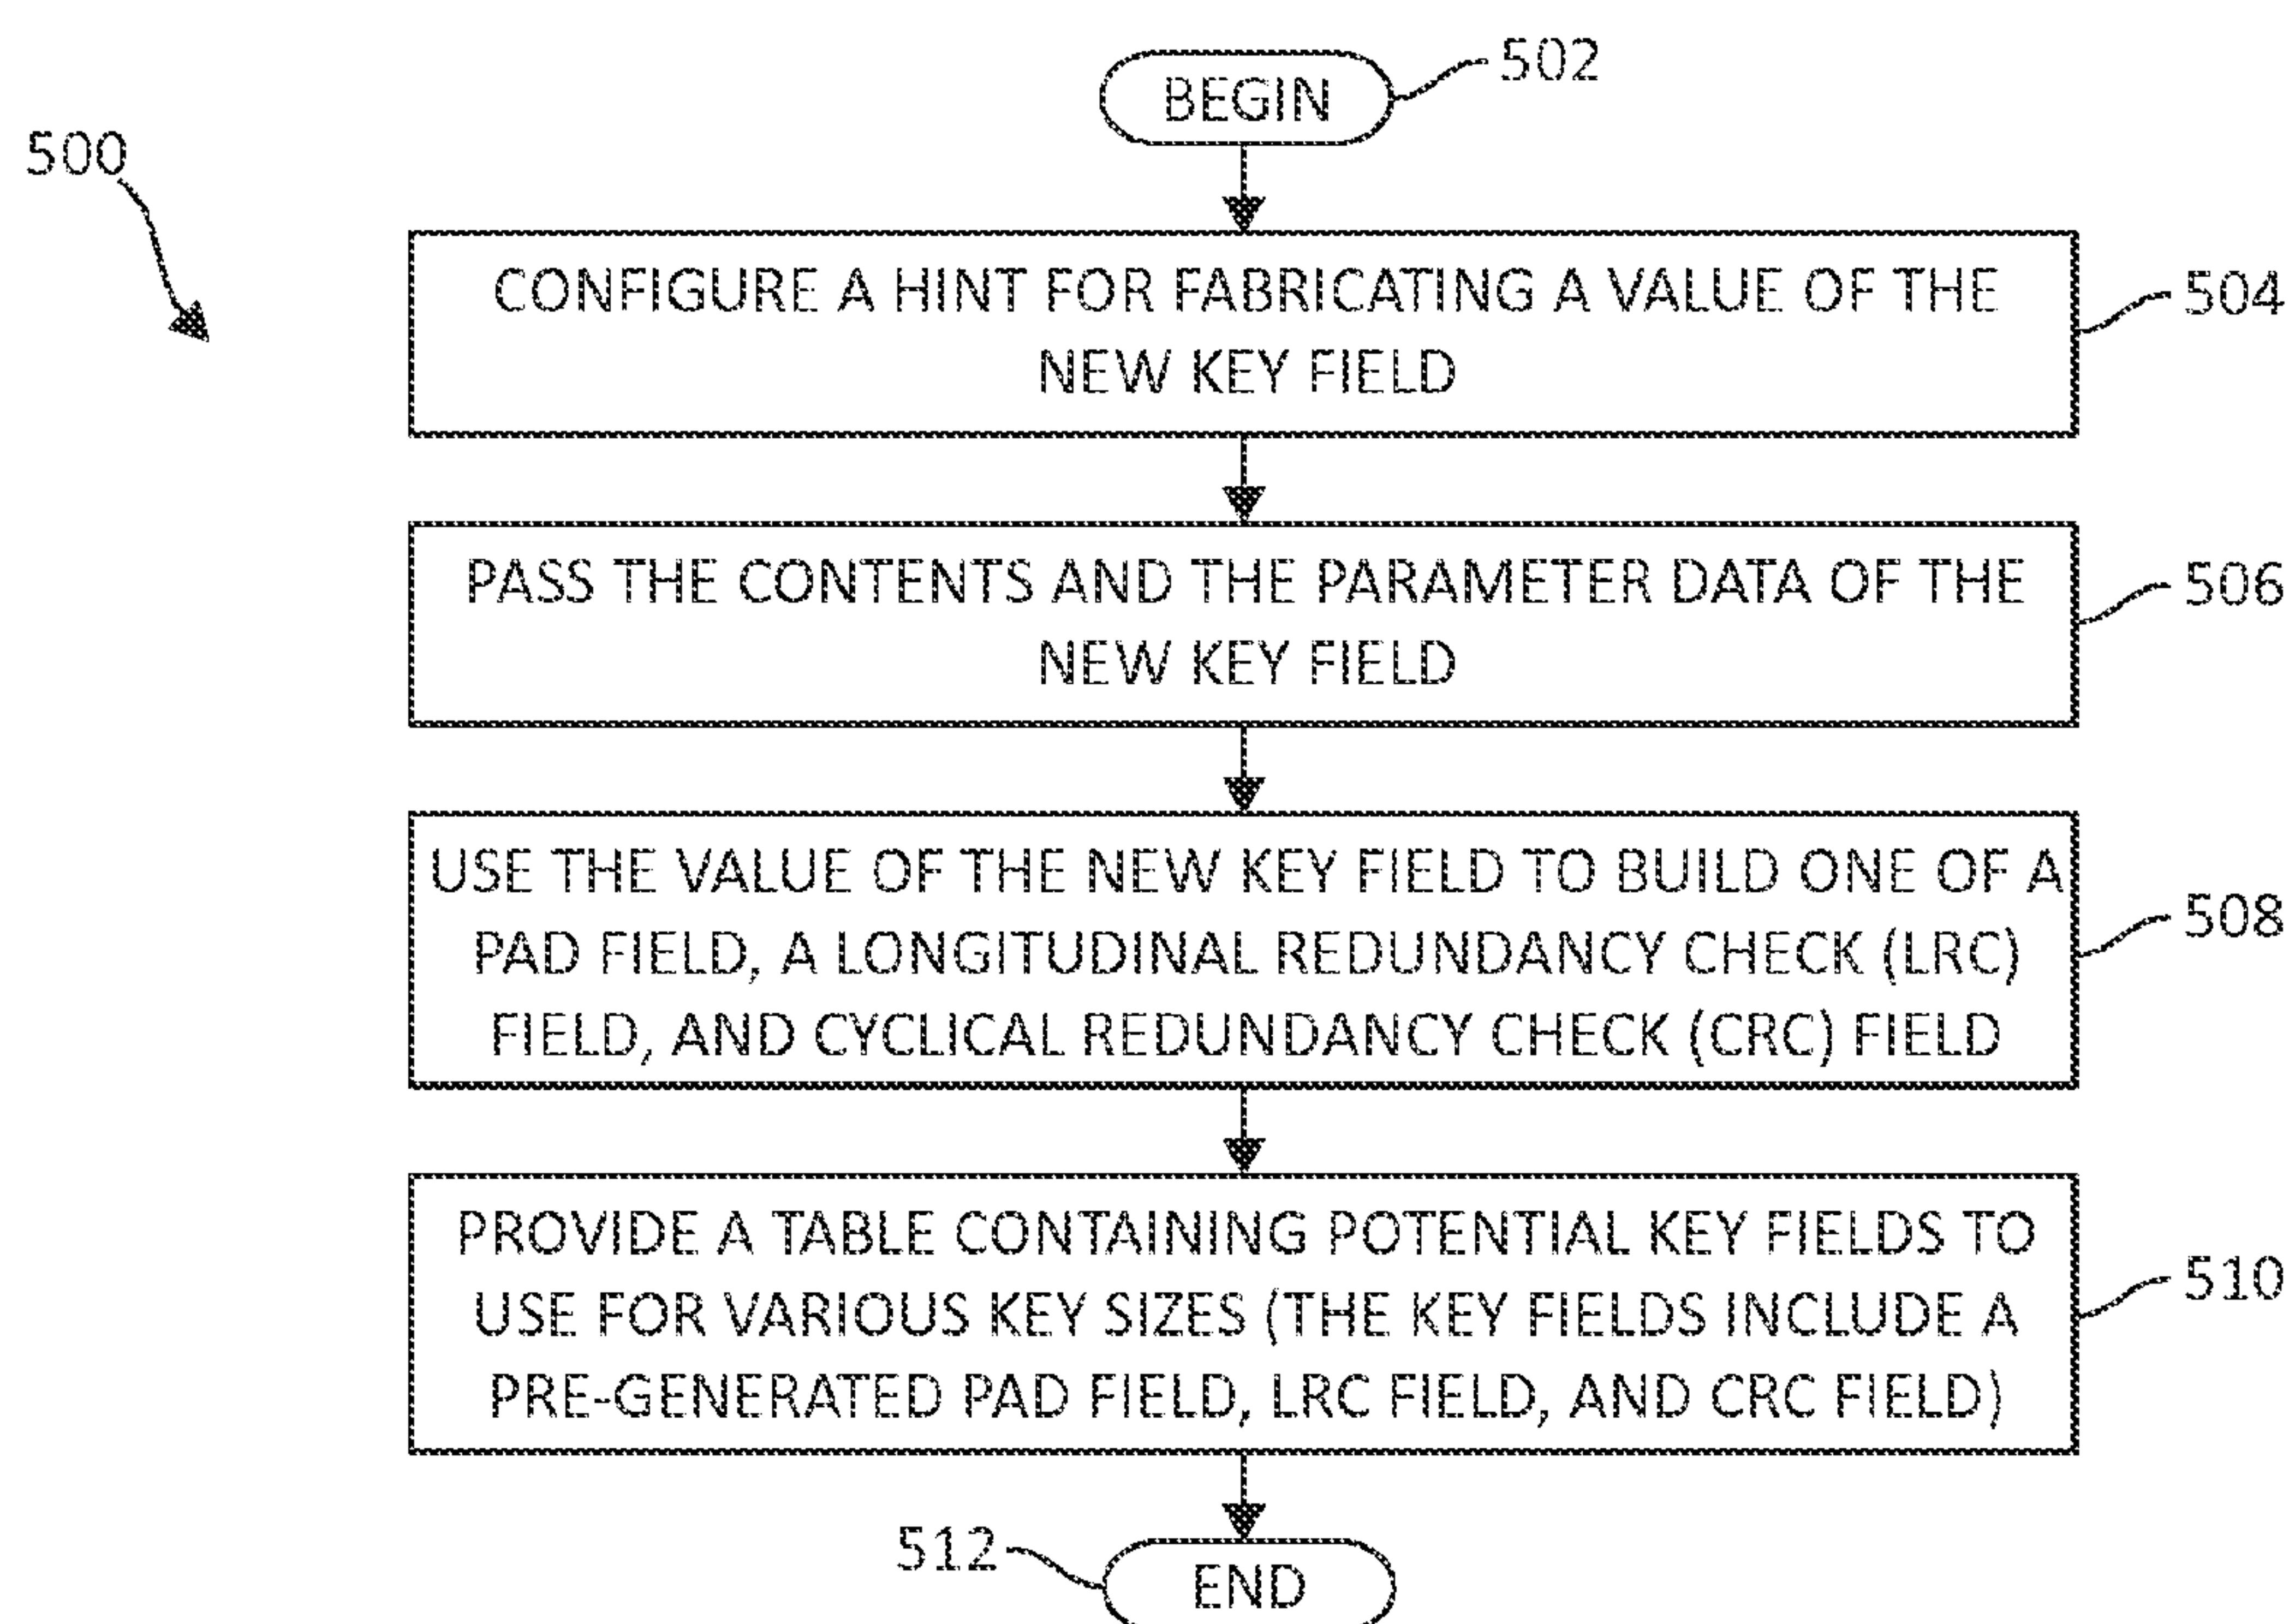 BEGIN
502
500
CONFIGURE A HINT FOR FABRICATING A VALUE OF THE
NEW KEY FIELD
504
PASS THE CONTENTS AND THE PARAMETER DATA OF THE
NEW KEY FIELD
506
USE THE VALUE OF THE NEW KEY FIELD TO BUILD ONE OF A
PAD FIELD, A LONGITUDINAL REDUNDANCY CHECK (LRC)
FIELD, AND CYCLICAL REDUNDANCY CHECK (CRC) FIELD
508
PROVIDE A TABLE CONTAINING POTENTIAL KEY FIELDS TO
USE FOR VARIOUS KEY SIZES (THE KEY FIELDS INCLUDE A
PRE-GENERATED PAD FIELD, LRC FIELD, AND CRC FIELD)
510
512
END